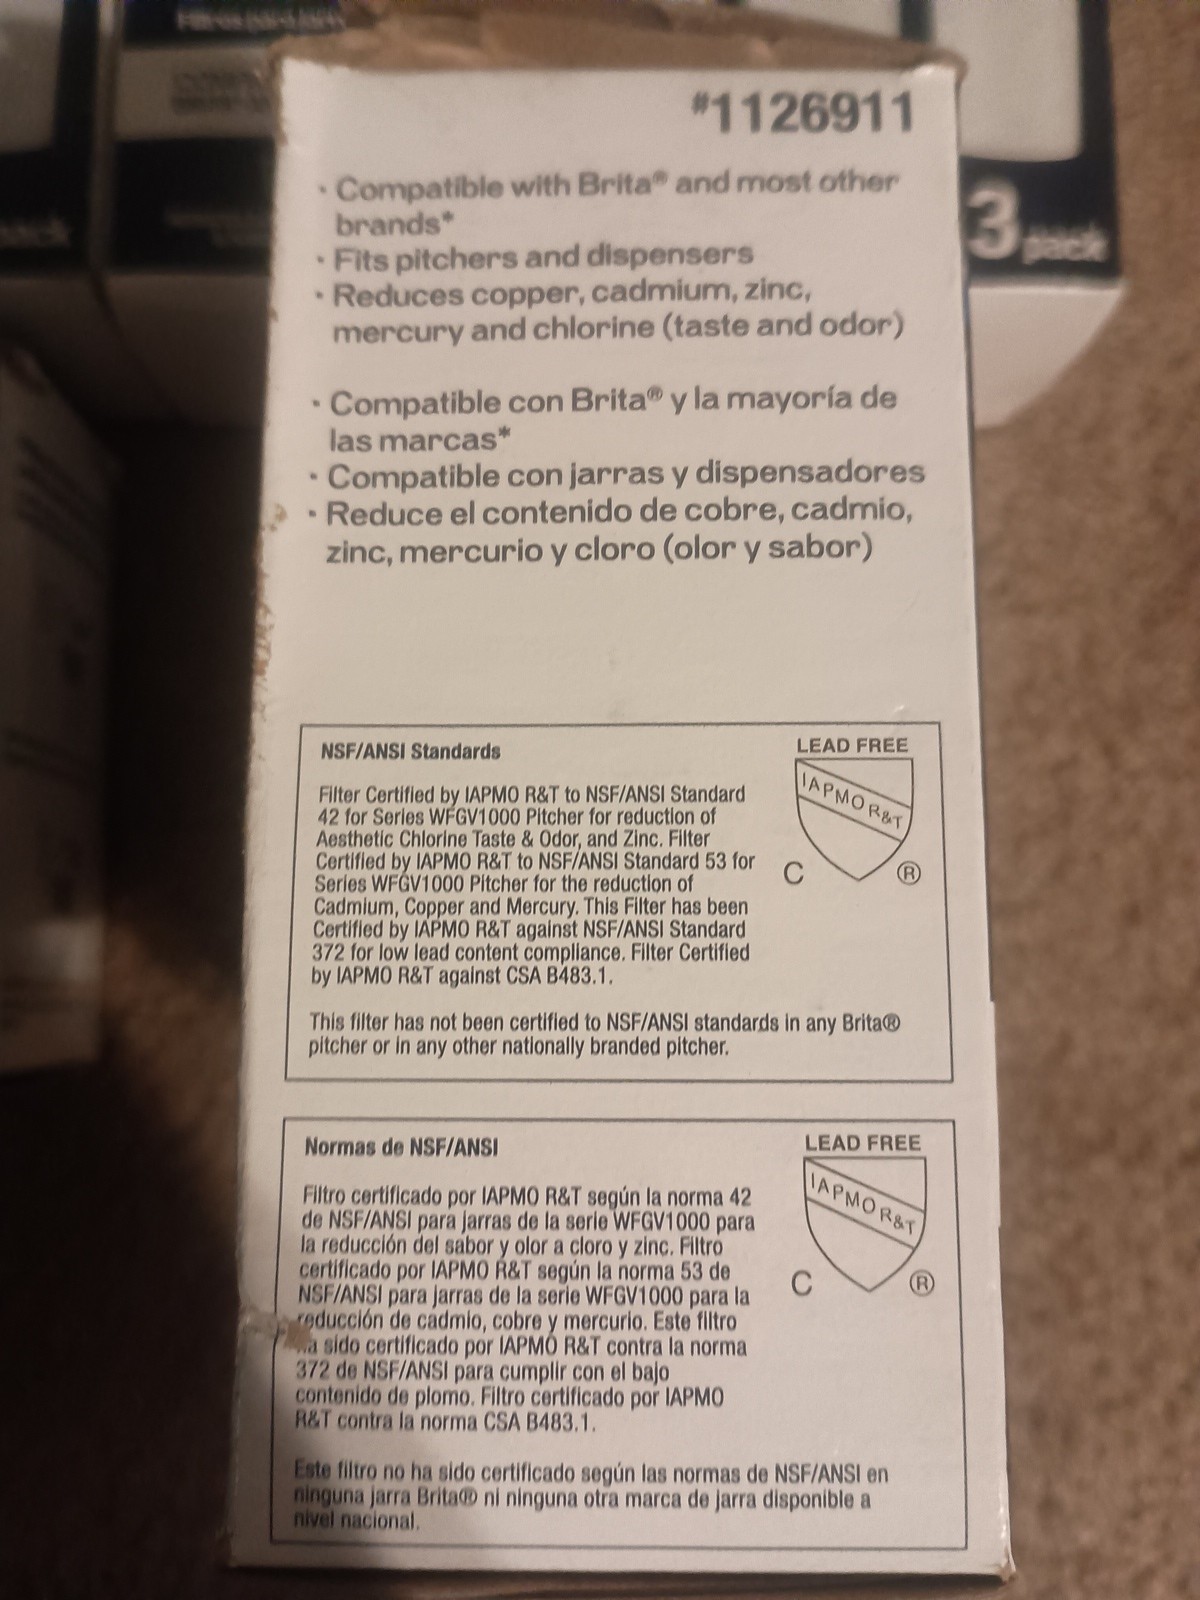 #1126911
· Compatible with Brita® and most other
brands*
· Fits pitchers and dispensers
· Reduces copper, cadmium, zinc,
mercury and chlorine (taste and odor)
· Compatible con Brita® y la mayoría de
las marcas*
· Compatible con jarras y dispensadores
· Reduce el contenido de cobre, cadmio,
zinc, mercurio y cloro (olor y sabor)
3 pack
NSF/ANSI Standards
Filter Certified by IAPMO R&T to NSF/ANSI Standard
42 for Series WFGV1000 Pitcher for reduction of
Aesthetic Chlorine Taste & Odor, and Zinc. Filter
Certified by IAPMO R&T to NSF/ANSI Standard 53 for
Series WFGV1000 Pitcher for the reduction of
Cadmium, Copper and Mercury. This Filter has been
Certified by IAPMO R&T against NSF/ANSI Standard
372 for low lead content compliance. Filter Certified
by IAPMO R&T against CSA B483.1.
LEAD FREE
IAPMO R&T
C ®
This filter has not been certified to NSF/ANSI standards in any Brita®
pitcher or in any other nationally branded pitcher.
Normas de NSF/ANSI
Filtro certificado por IAPMO R&T según la norma 42
de NSF/ANSI para jarras de la serie WFGV1000 para
la reducción del sabor y olor a cloro y zinc. Filtro
certificado por IAPMO R&T según la norma 53 de
NSF/ANSI para jarras de la serie WFGV1000 para la
reducción de cadmio, cobre y mercurio. Este filtro
ha sido certificado por IAPMO R&T contra la norma
372 de NSF/ANSI para cumplir con el bajo
contenido de plomo. Filtro certificado por IAPMO
R&T contra la norma CSA B483.1.
LEAD FREE
IAPMO R&T
C ®
Este filtro no ha sido certificado según las normas de NSF/ANSI en
ninguna jarra Brita® ni ninguna otra marca de jarra disponible a
nivel nacional.